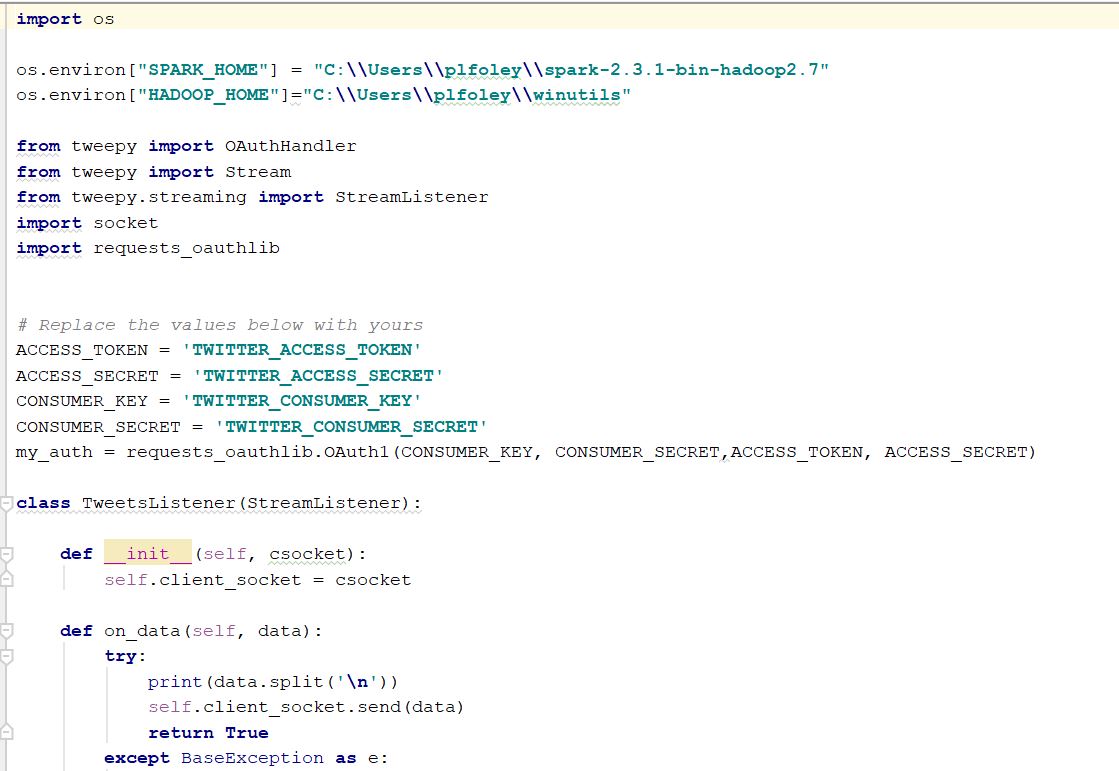 import os
os.environ["SPARK_HOME"] = "C:\\Users\\plfoley\\spark-2.3.1-bin-hadoop2.7"
os.environ["HADOOP_HOME"]="C:\\Users\\plfoley\\winutils"
from tweepy import OAuthHandler
from tweepy import Stream
from tweepy.streaming import StreamListener
import socket
import requests_oauthlib
# Replace the values below with yours
ACCESS_TOKEN = 'TWITTER_ACCESS_TOKEN'
ACCESS_SECRET = 'TWITTER_ACCESS_SECRET'
CONSUMER_KEY = 'TWITTER_CONSUMER_KEY'
CONSUMER_SECRET = 'TWITTER_CONSUMER_SECRET'
my_auth = requests_oauthlib.OAuth1(CONSUMER_KEY, CONSUMER_SECRET,ACCESS_TOKEN, ACCESS_SECRET)
class TweetsListener(StreamListener):
    def __init__(self, csocket):
        self.client_socket = csocket
    def on_data(self, data):
        try:
            print(data.split('\n'))
            self.client_socket.send(data)
            return True
        except BaseException as e: